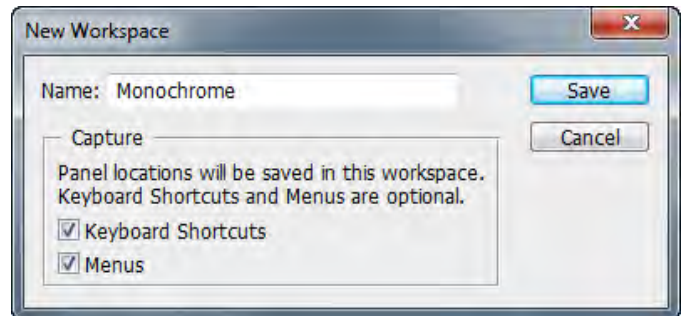 New Workspace
Name: Monochrome
Save
Capture
Cancel
Panel locations will be saved in this workspace.
Keyboard Shortcuts and Menus are optional.
Keyboard Shortcuts
Menus